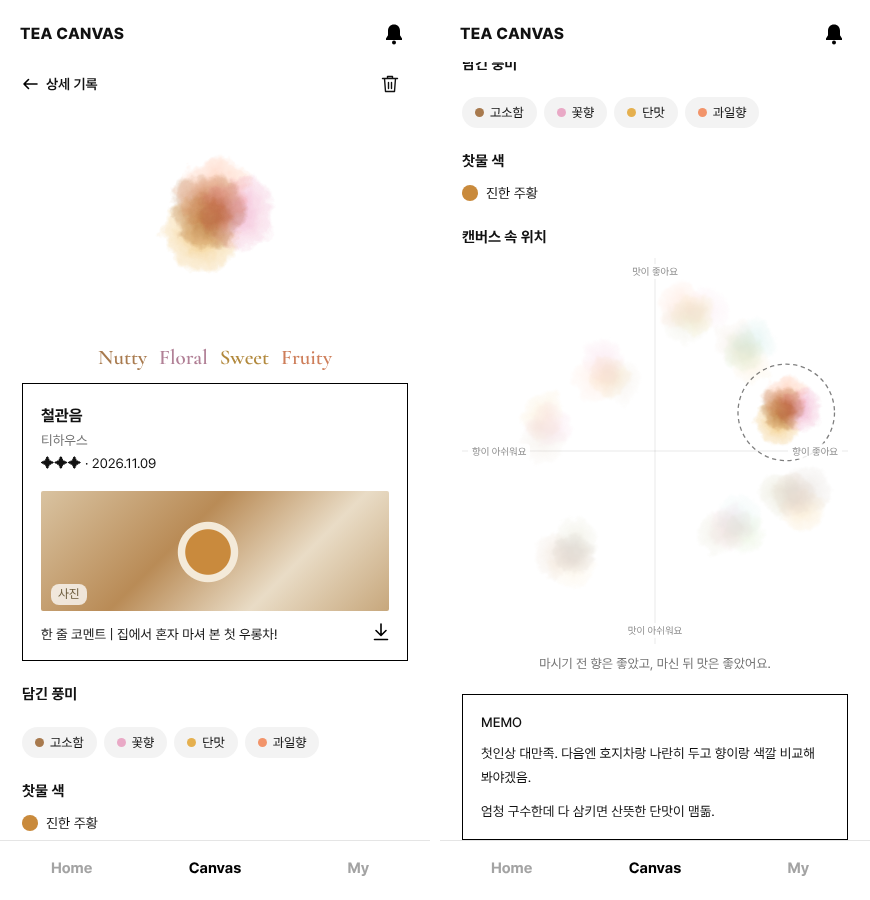 TEA CANVAS
상세 기록
Nutty Floral Sweet Fruity
철관음
티하우스
✦✦✦ · 2026.11.09
사진
한 줄 코멘트 | 집에서 혼자 마셔 본 첫 우롱차!
담긴 풍미
고소함 꽃향 단맛 과일향
찻물 색
진한 주황
Home Canvas My
TEA CANVAS
담긴 풍미
고소함 꽃향 단맛 과일향
찻물 색
진한 주황
캔버스 속 위치
맛이 좋아요
향이 아쉬워요 향이 좋아요
맛이 아쉬워요
마시기 전 향은 좋았고, 마신 뒤 맛은 좋았어요.
MEMO
첫인상 대만족. 다음엔 호지차랑 나란히 두고 향이랑 색깔 비교해
봐야겠음.
엄청 구수한데 다 삼키면 산뜻한 단맛이 맴돎.
Home Canvas My